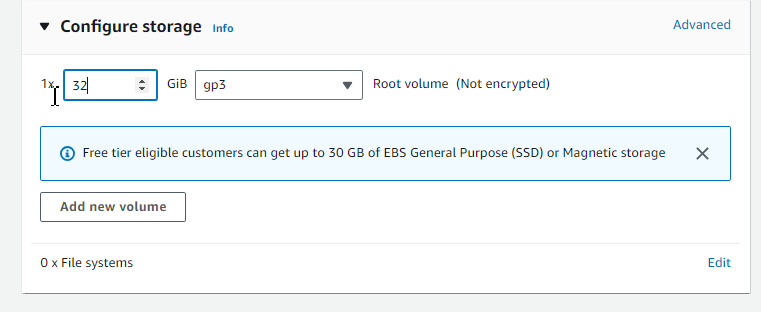 Configure storage Info Advanced
1x 32 GiB gp3 Root volume (Not encrypted)
Free tier eligible customers can get up to 30 GB of EBS General Purpose (SSD) or Magnetic storage
Add new volume
0 x File systems Edit